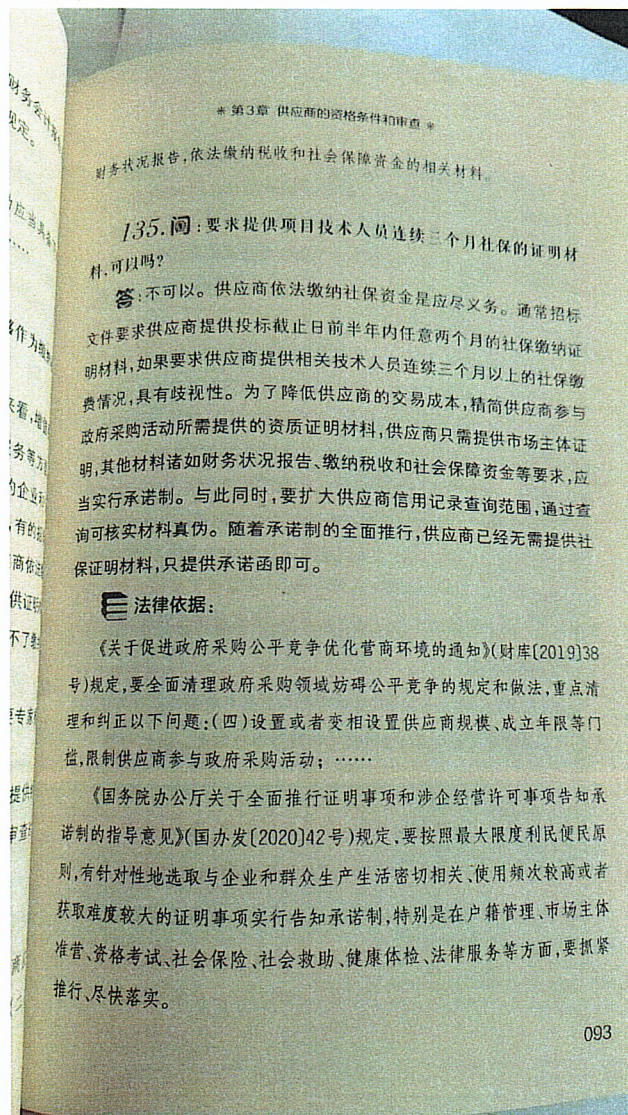 * 第3章 供应商的资格条件和审查 *
财务状况报告,依法缴纳税收和社会保障资金的相关材料。
135.问:要求提供项目技术人员连续三个月社保的证明材
料,可以吗?
答:不可以。供应商依法缴纳社保资金是应尽义务。通常招标
文件要求供应商提供投标截止日前半年内任意两个月的社保缴纳证
明材料,如果要求供应商提供相关技术人员连续三个月以上的社保缴
费情况,具有歧视性。为了降低供应商的交易成本,精简供应商参与
政府采购活动所需提供的资质证明材料,供应商只需提供市场主体证
明,其他材料诸如财务状况报告、缴纳税收和社会保障资金等要求,应
当实行承诺制。与此同时,要扩大供应商信用记录查询范围,通过查
询可核实材料真伪。随着承诺制的全面推行,供应商已经无需提供社
保证明材料,只提供承诺函即可。
法律依据:
《关于促进政府采购公平竞争优化营商环境的通知》(财库〔2019〕38
号)规定,要全面清理政府采购领域妨碍公平竞争的规定和做法,重点清
理和纠正以下问题:(四)设置或者变相设置供应商规模、成立年限等门
槛,限制供应商参与政府采购活动;……
《国务院办公厅关于全面推行证明事项和涉企经营许可事项告知承
诺制的指导意见》(国办发〔2020〕42号)规定,要按照最大限度利民便民原
则,有针对性地选取与企业和群众生产生活密切相关、使用频次较高或者
获取难度较大的证明事项实行告知承诺制,特别是在户籍管理、市场主体
准营、资格考试、社会保险、社会救助、健康体检、法律服务等方面,要抓紧
推行、尽快落实。
093